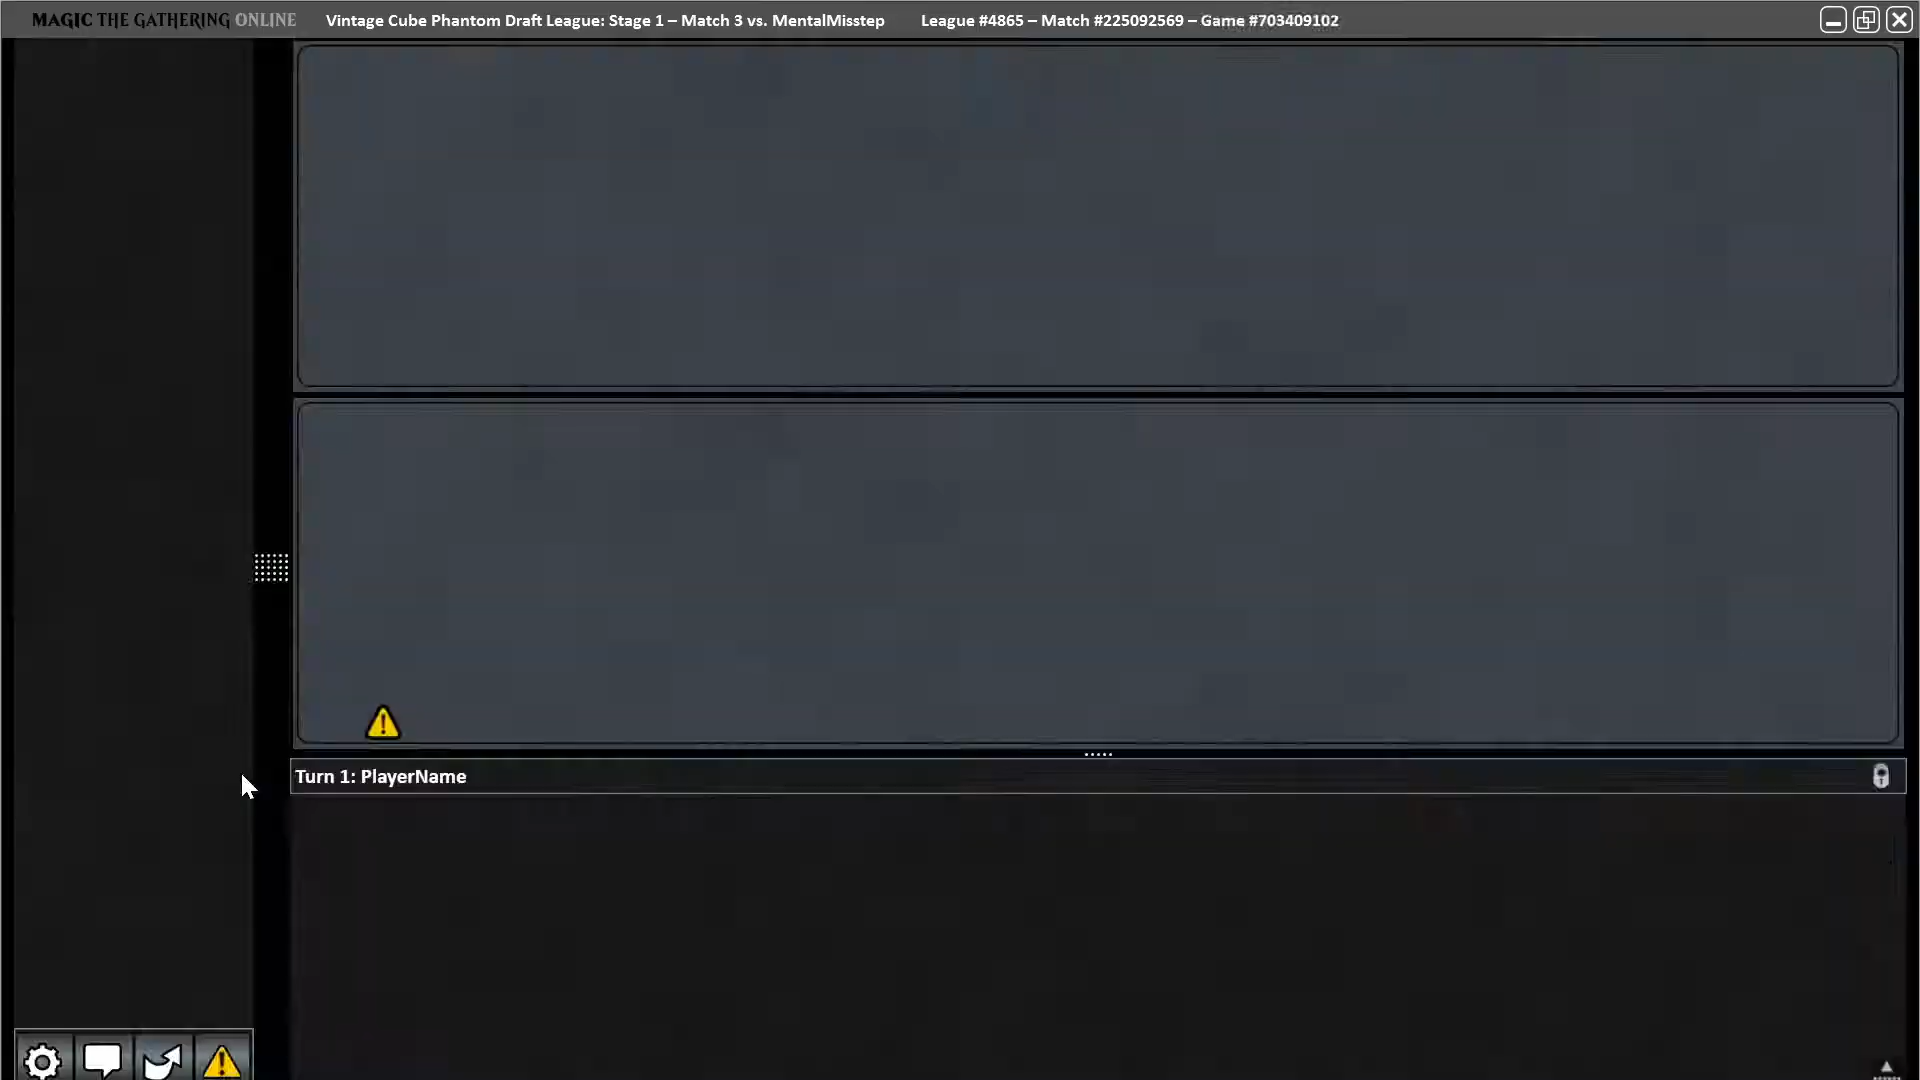 MAGIC THE GATHERING ONLINE Vintage Cube Phantom Draft League: Stage 1 – Match 3 vs. MentalMisstep League #4865 – Match #225092569 – Game #703409102
Turn 1: PlayerName